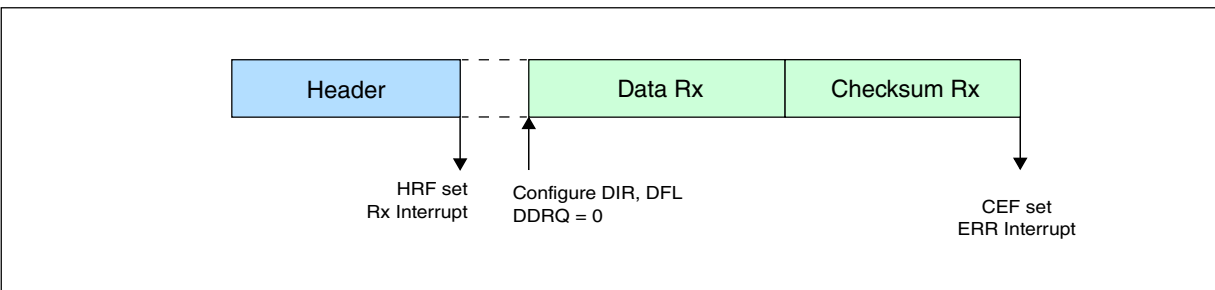 Header
Data Rx
Checksum Rx
HRF set
Rx Interrupt
Configure DIR, DFL
DDRQ = 0
CEF set
ERR Interrupt